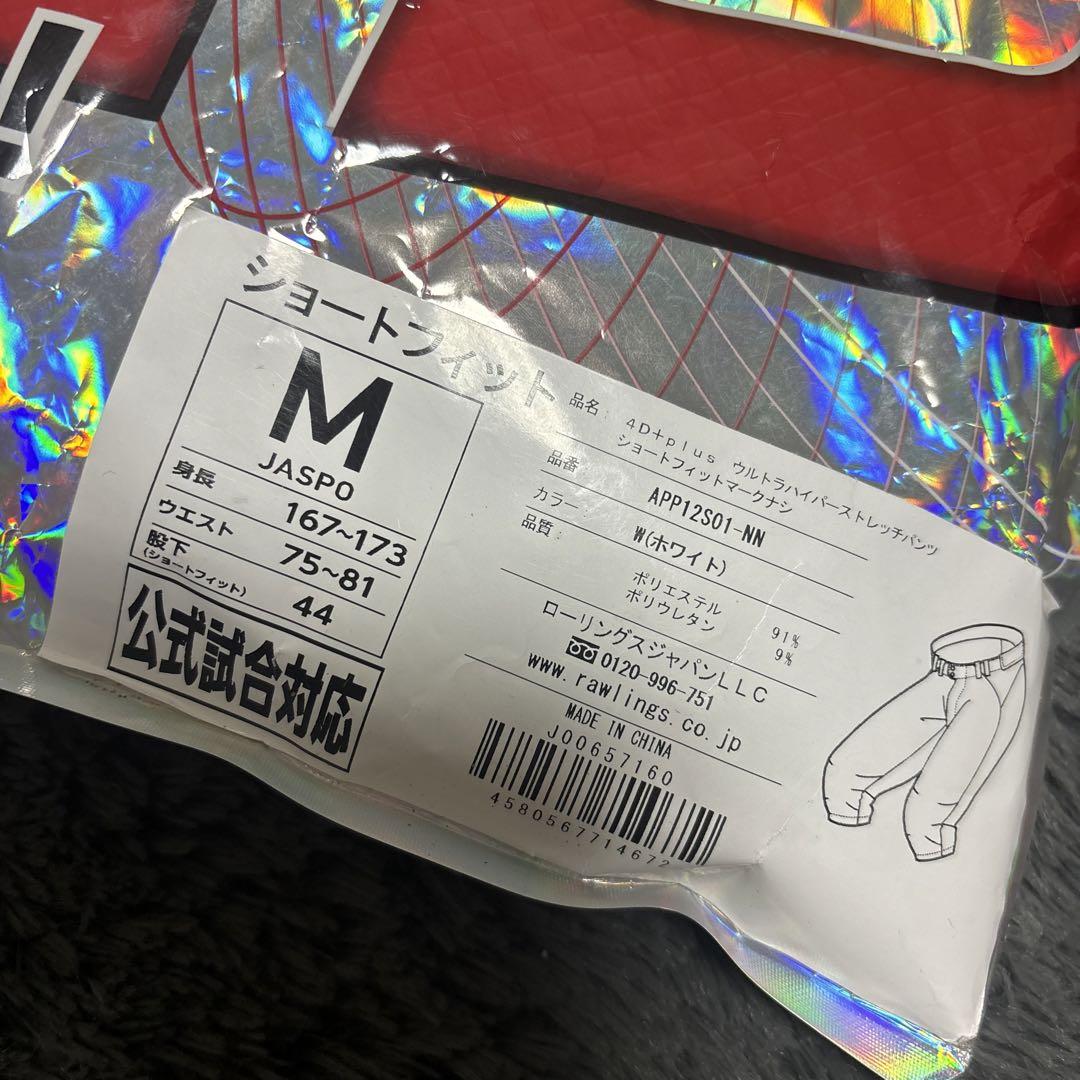 ショートフィット
M
JASPO
身長 167~173
ウエスト 75~81
股下 44
(ショートフィット)
公式試合対応
品名: 4D+plus ウルトラハイパーストレッチパンツ
ショートフィットマークナシ
品番 APP12S01-NN
カラー: W(ホワイト)
品質: ポリエステル 91%
ポリウレタン 9%
ローリングスジャパンLLC
0120-996-751
www.rawlings.co.jp
MADE IN CHINA
J00657160
4580567714672